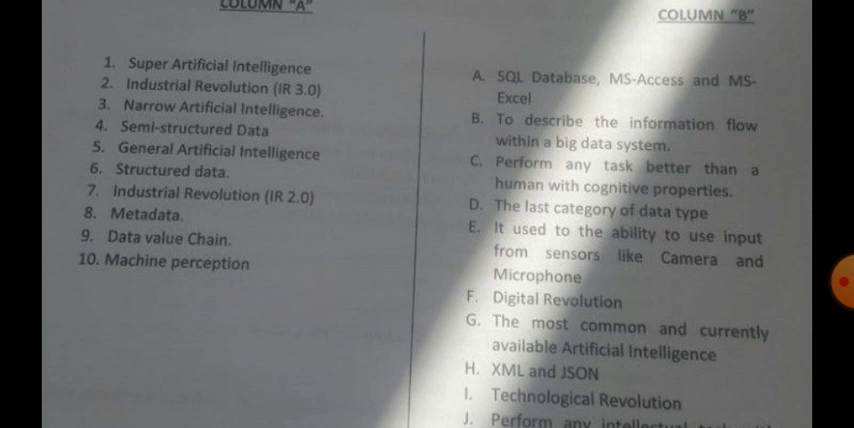 COLUMN "A"
1. Super Artificial Intelligence
2. Industrial Revolution (IR 3.0)
3. Narrow Artificial Intelligence.
4. Semi-structured Data
5. General Artificial Intelligence
6. Structured data.
7. Industrial Revolution (IR 2.0)
8. Metadata.
9. Data value Chain.
10. Machine perception
COLUMN "B"
A. SQL Database, MS-Access and MS-
Excel
B. To describe the information flow
within a big data system.
C. Perform any task better than a
human with cognitive properties.
D. The last category of data type
E. It used to the ability to use input
from sensors like Camera and
Microphone
F. Digital Revolution
G. The most common and currently
available Artificial Intelligence
H. XML and JSON
I. Technological Revolution
J. Perform any